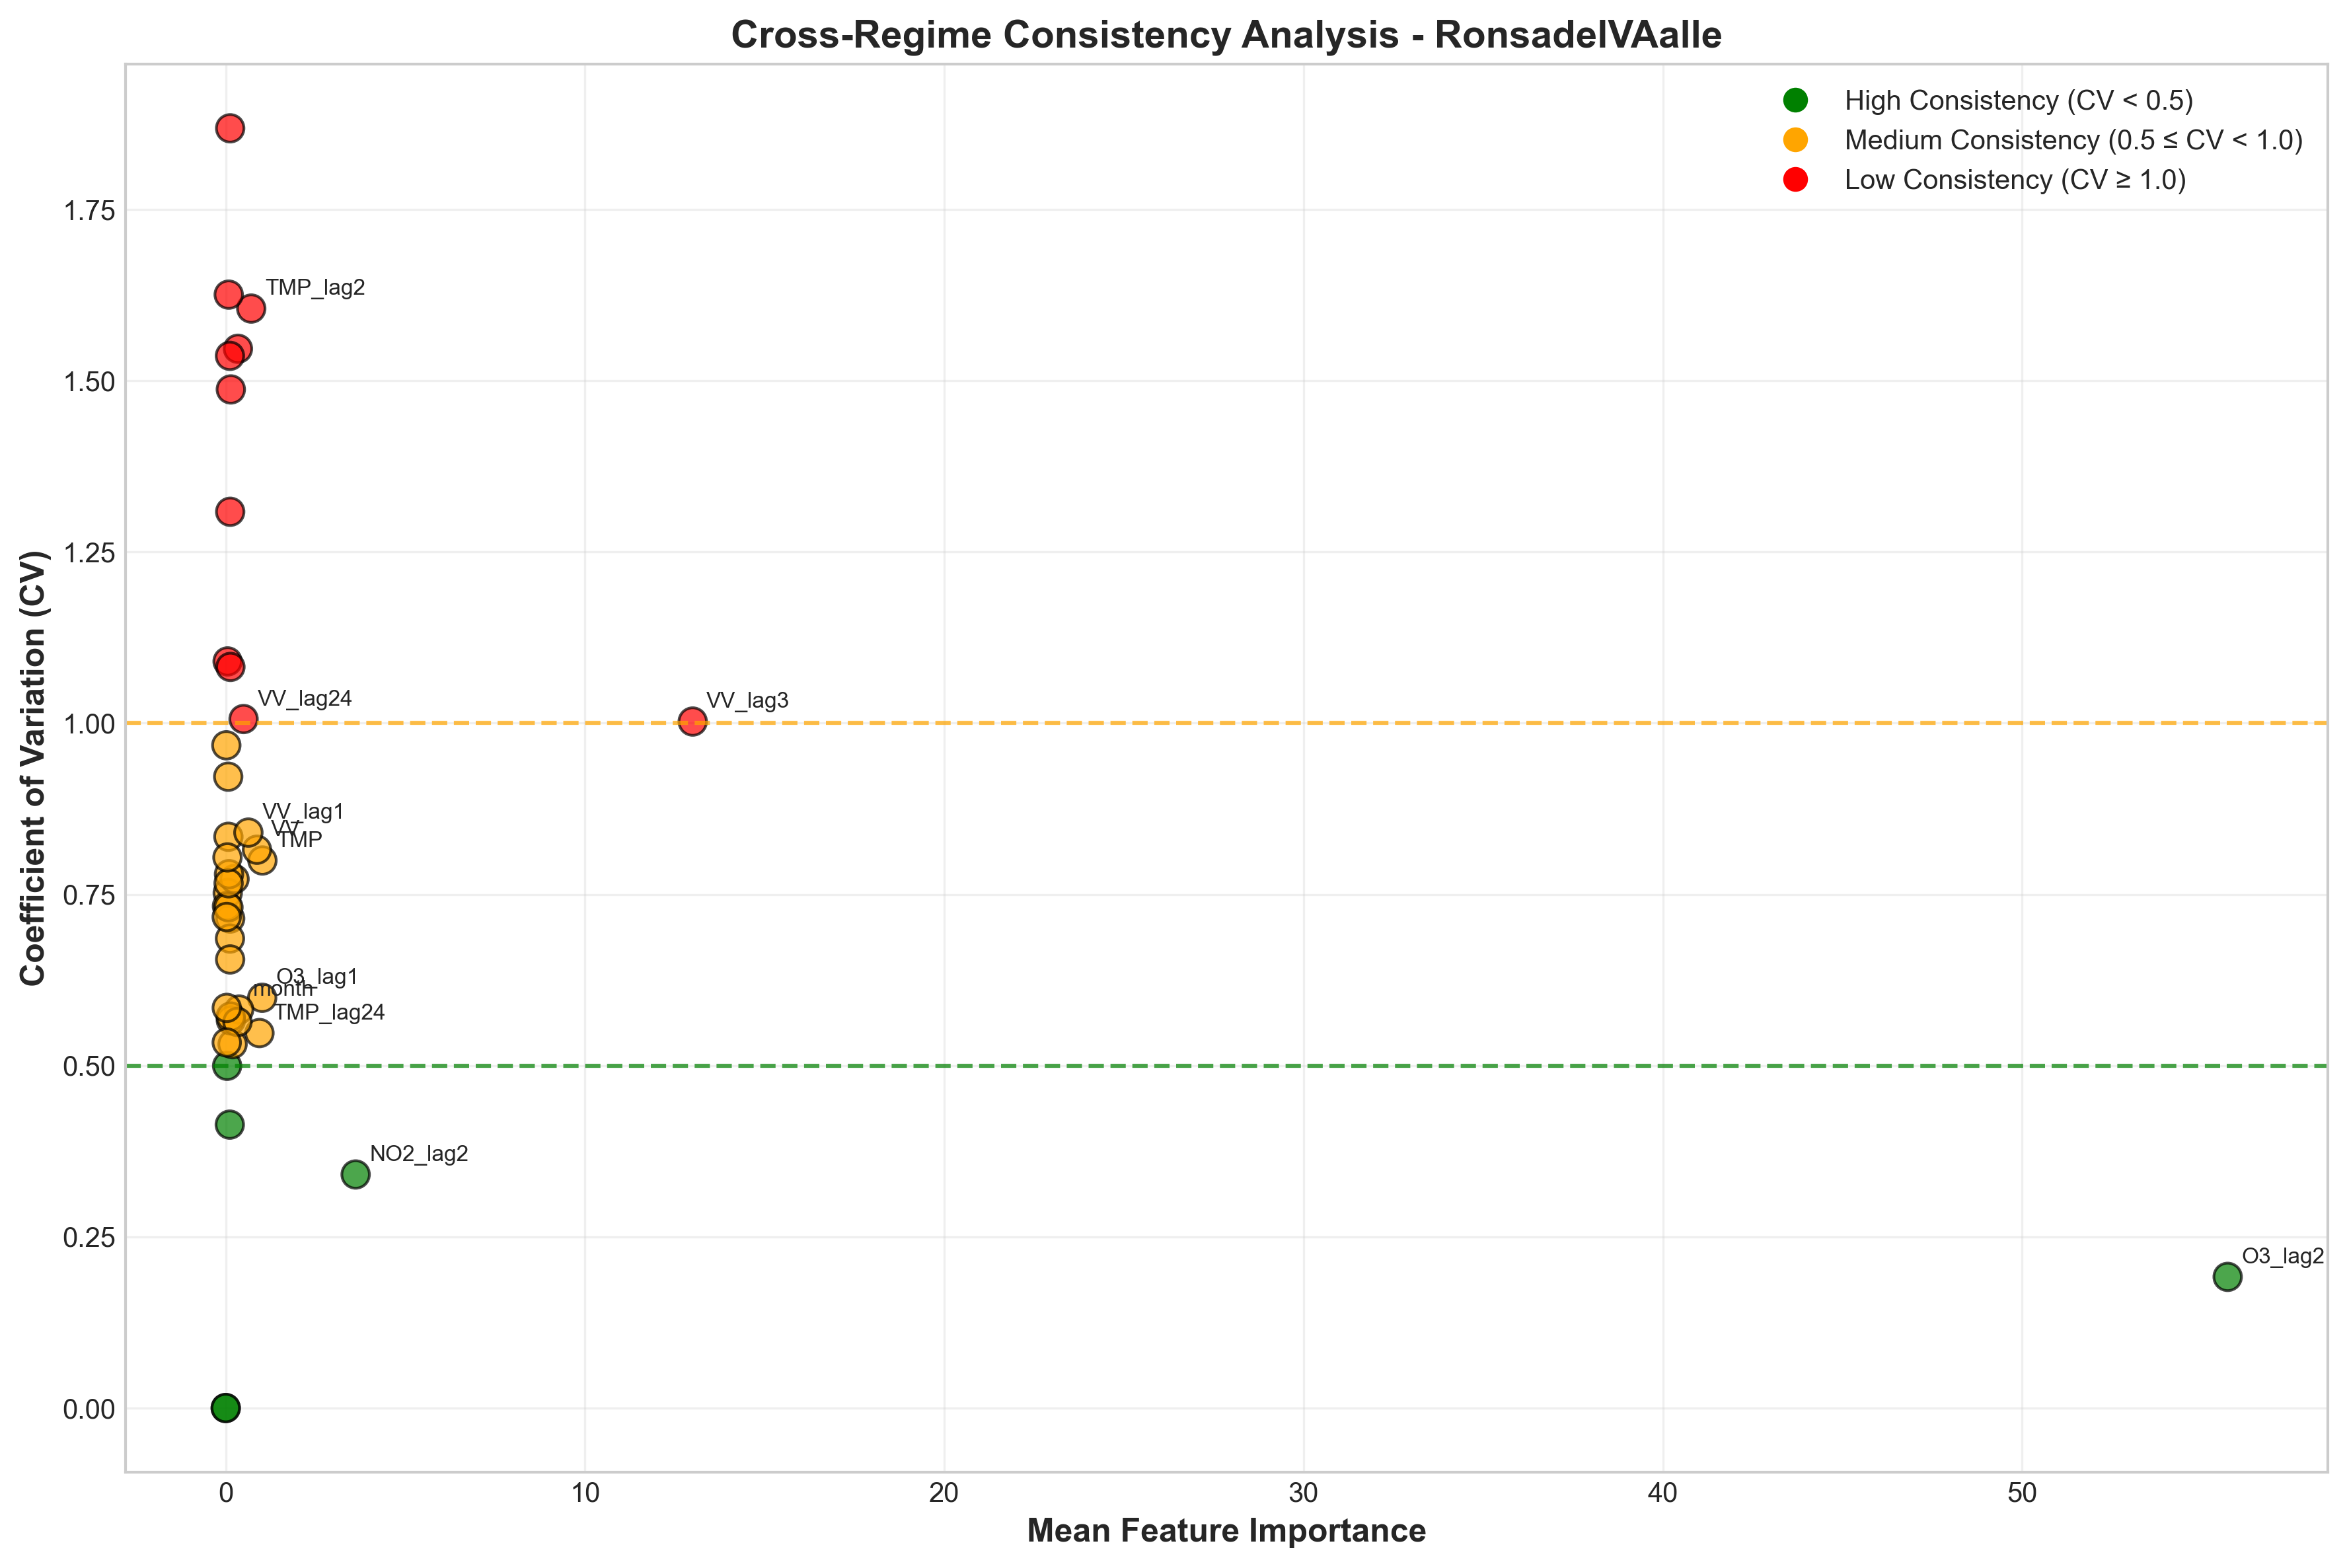 Cross-Regime Consistency Analysis - RonsadelVAalle
High Consistency (CV < 0.5)
Medium Consistency (0.5 ≤ CV < 1.0)
Low Consistency (CV ≥ 1.0)
Coefficient of Variation (CV)
1.75
1.50
1.25
1.00
0.75
0.50
0.25
0.00
TMP_lag2
VV_lag24
VV_lag3
VV_lag1
VV
TMP
O3_lag1
month
TMP_lag24
NO2_lag2
O3_lag2
0
10
20
30
40
50
Mean Feature Importance